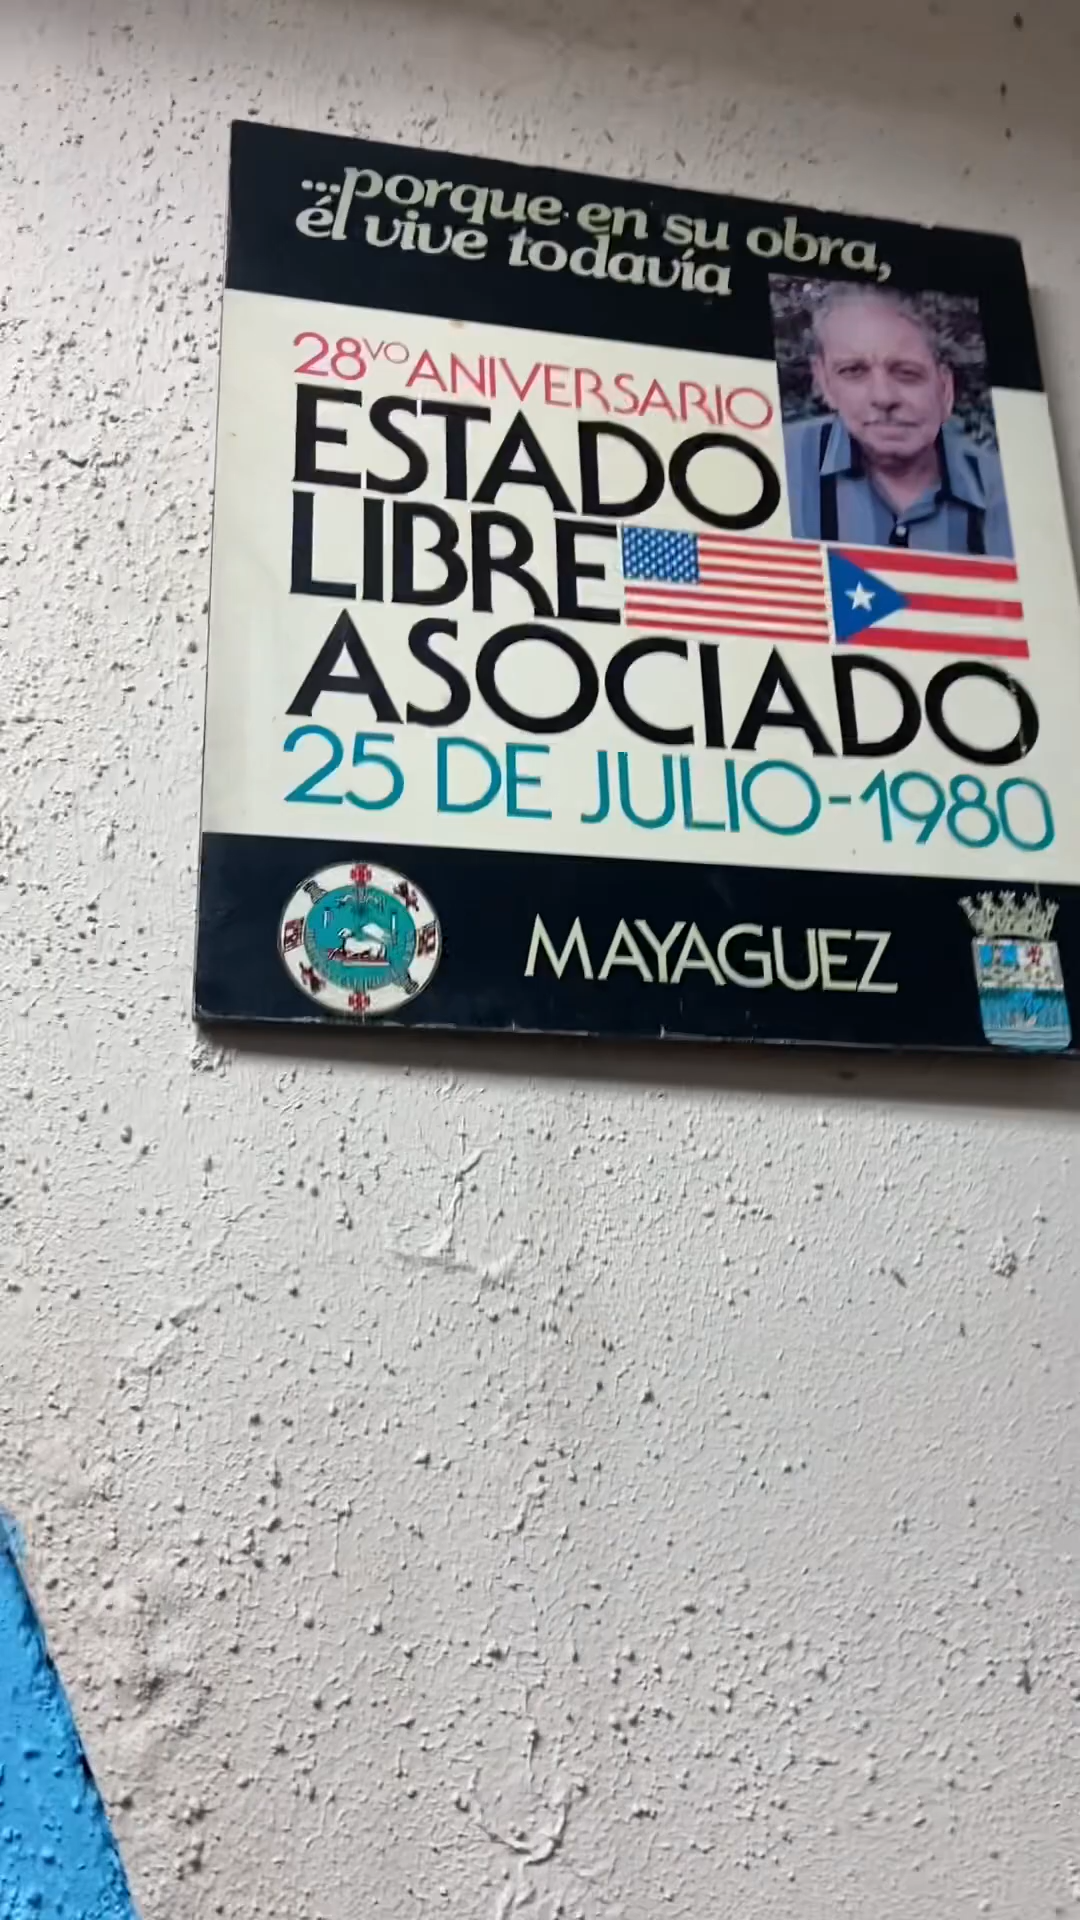 ...porque en su obra,
él vive todavía
28vo ANIVERSARIO
ESTADO
LIBRE
ASOCIADO
25 DE JULIO-1980
MAYAGUEZ